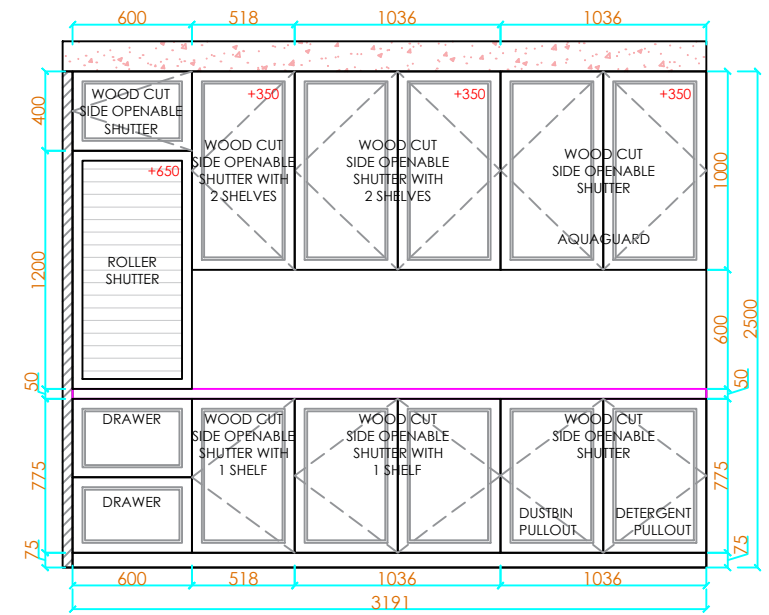 600 518 1036 1036
400
1200
50
775
75
WOOD CUT
SIDE OPENABLE
SHUTTER
+650
ROLLER
SHUTTER
+350
WOOD CUT
SIDE OPENABLE
SHUTTER WITH
2 SHELVES
+350
WOOD CUT
SIDE OPENABLE
SHUTTER WITH
2 SHELVES
+350
WOOD CUT
SIDE OPENABLE
SHUTTER
AQUAGUARD
1000
600
50
775
75
2500
DRAWER
DRAWER
WOOD CUT
SIDE OPENABLE
SHUTTER WITH
1 SHELF
WOOD CUT
SIDE OPENABLE
SHUTTER WITH
1 SHELF
WOOD CUT
SIDE OPENABLE
SHUTTER
DUSTBIN
PULLOUT
DETERGENT
PULLOUT
600 518 1036 1036
3191